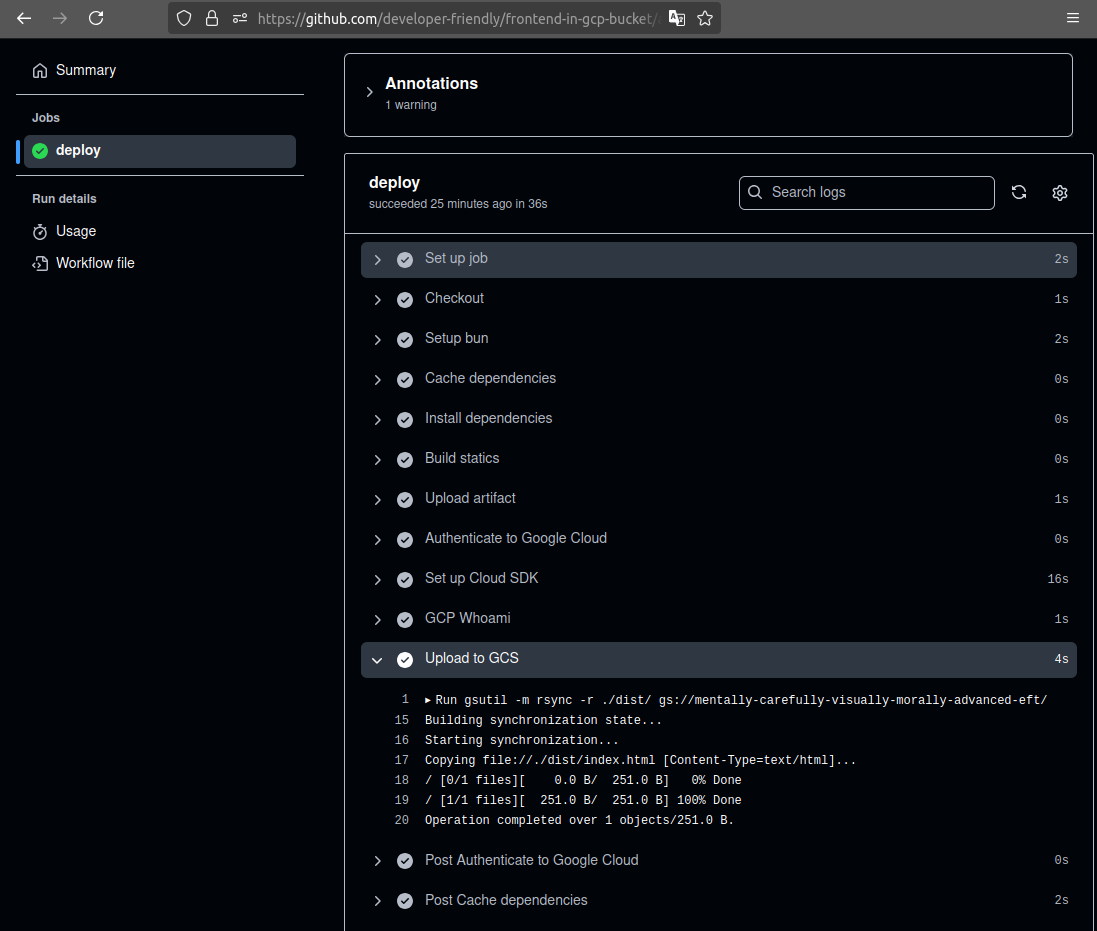 https://github.com/developer-friendly/frontend-in-gcp-bucket/
Summary
Jobs
deploy
Run details
Usage
Workflow file
Annotations
1 warning
deploy
succeeded 25 minutes ago in 36s
Search logs
Set up job 2s
Checkout 1s
Setup bun 2s
Cache dependencies 0s
Install dependencies 0s
Build statics 0s
Upload artifact 1s
Authenticate to Google Cloud 0s
Set up Cloud SDK 16s
GCP Whoami 1s
Upload to GCS 4s
1 ▸ Run gsutil -m rsync -r ./dist/ gs://mentally-carefully-visually-morally-advanced-eft/
15 Building synchronization state...
16 Starting synchronization...
17 Copying file://./dist/index.html [Content-Type=text/html]...
18 / [0/1 files][    0.0 B/  251.0 B]   0% Done
19 / [1/1 files][  251.0 B/  251.0 B] 100% Done
20 Operation completed over 1 objects/251.0 B.
Post Authenticate to Google Cloud 0s
Post Cache dependencies 2s